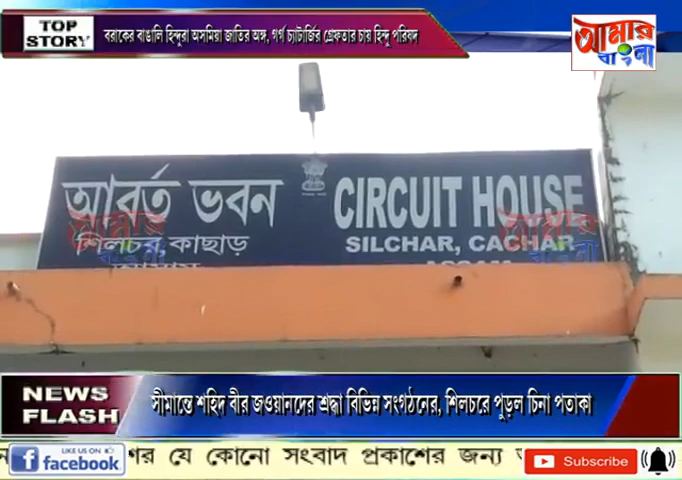 TOP STORY
বরাকের বাঙালি হিন্দুরা অসমিয়া জাতির অঙ্গ, গর্গ চ্যাটার্জির গ্রেফতার চায় হিন্দু পরিষদ
আমার
বাংলা
আবর্ত ভবন
শিলচর, কাছাড়
CIRCUIT HOUSE
SILCHAR, CACHAR
ASSAM
NEWS FLASH
সীমান্তে শহিদ বীর জওয়ানদের শ্রদ্ধা বিভিন্ন সংগঠনের, শিলচরে পুড়ল চিনা পতাকা
LIKE US ON
facebook
যে কোনো সংবাদ প্রকাশের জন্য
Subscribe